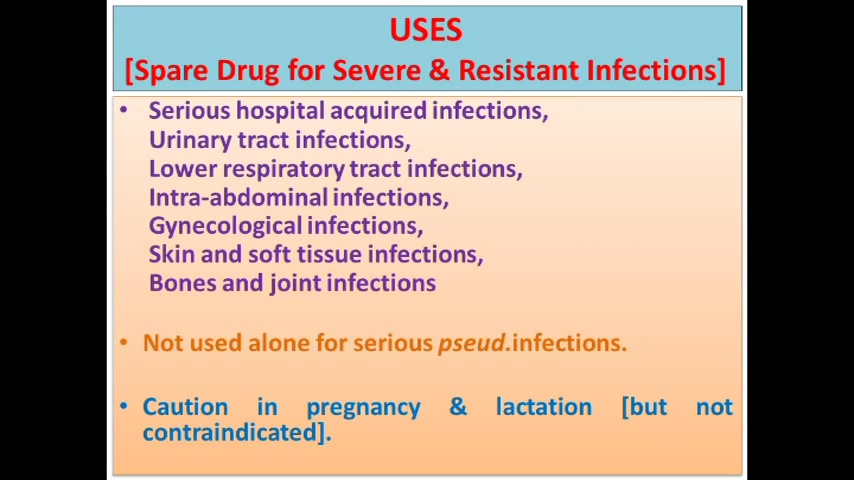 USES
[Spare Drug for Severe & Resistant Infections]
• Serious hospital acquired infections,
Urinary tract infections,
Lower respiratory tract infections,
Intra-abdominal infections,
Gynecological infections,
Skin and soft tissue infections,
Bones and joint infections
• Not used alone for serious pseud.infections.
• Caution in pregnancy & lactation [but not
contraindicated].